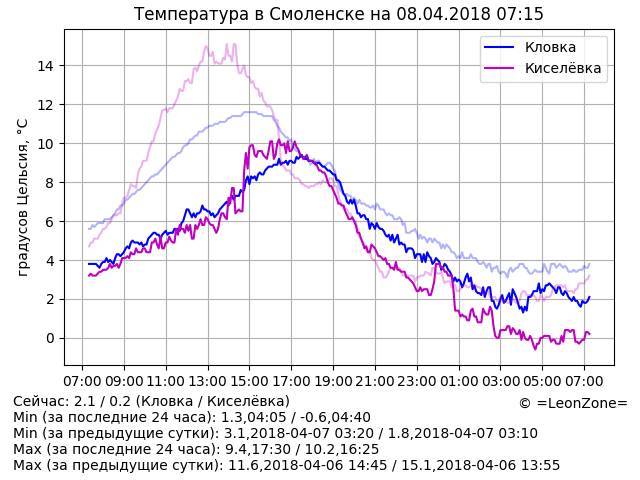 Температура в Смоленске на 08.04.2018 07:15
Кловка
Киселёвка
градусов Цельсия, °C
14
12
10
8
6
4
2
0
07:00 09:00 11:00 13:00 15:00 17:00 19:00 21:00 23:00 01:00 03:00 05:00 07:00
Сейчас: 2.1 / 0.2 (Кловка / Киселёвка)
© =LeonZone=
Min (за последние 24 часа): 1.3,04:05 / -0.6,04:40
Min (за предыдущие сутки): 3.1,2018-04-07 03:20 / 1.8,2018-04-07 03:10
Max (за последние 24 часа): 9.4,17:30 / 10.2,16:25
Max (за предыдущие сутки): 11.6,2018-04-06 14:45 / 15.1,2018-04-06 13:55